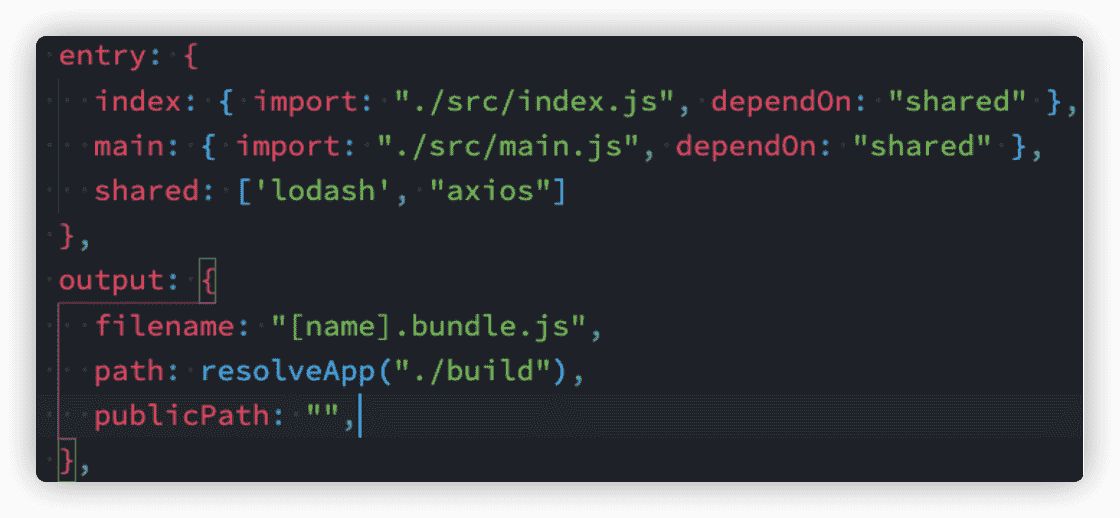 entry: {
index: { import: "./src/index.js", dependOn: "shared" },
main: { import: "./src/main.js", dependOn: "shared" },
shared: ['lodash', "axios"]
},
output: {
filename: "[name].bundle.js",
path: resolveApp("./build"),
publicPath: "",
},